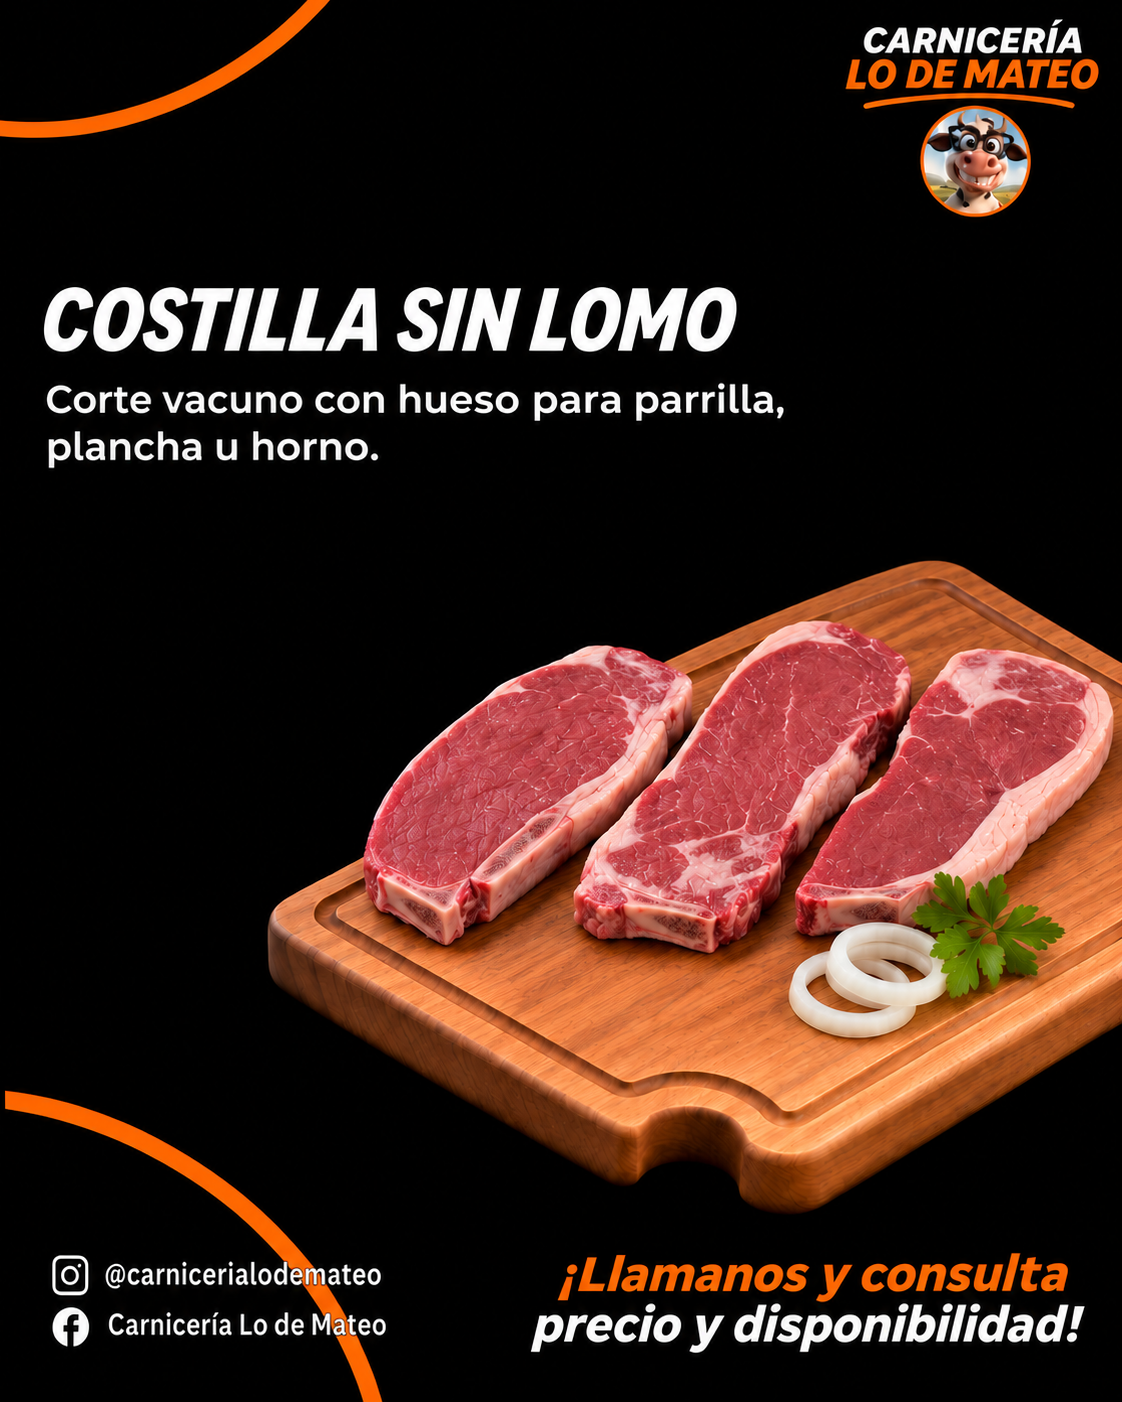 CARNICERÍA
LO DE MATEO
COSTILLA SIN LOMO
Corte vacuno con hueso para parrilla,
plancha u horno.
@carnicerialodemateo
Carnicería Lo de Mateo
¡Llamanos y consulta
precio y disponibilidad!